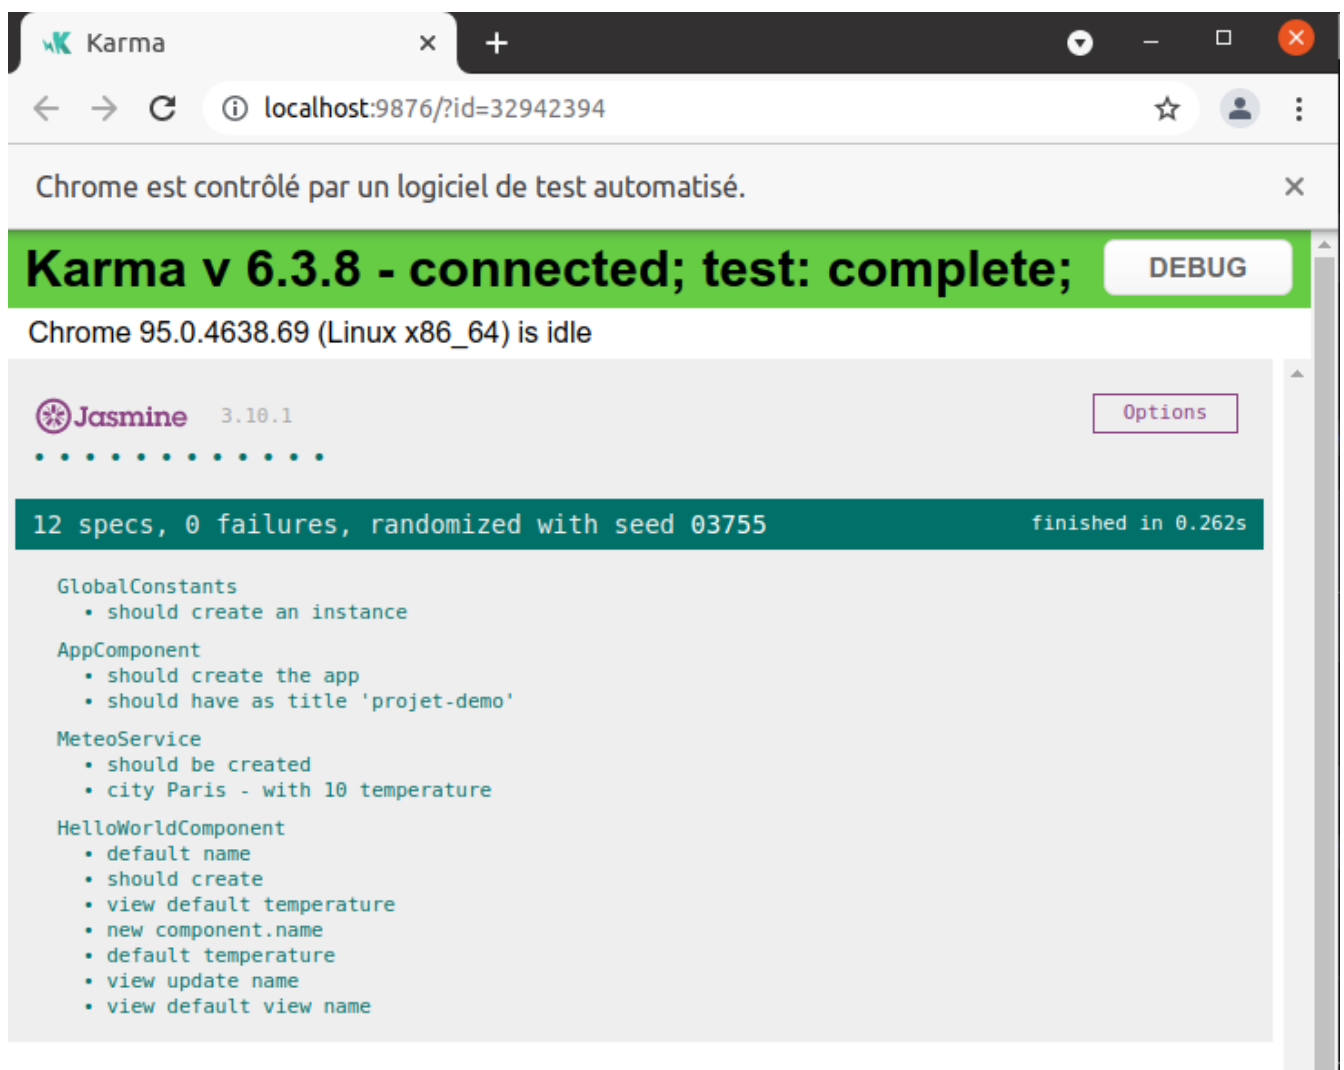 Karma
localhost:9876/?id=32942394
Chrome est contrôlé par un logiciel de test automatisé.
Karma v 6.3.8 - connected; test: complete;
DEBUG
Chrome 95.0.4638.69 (Linux x86_64) is idle
Jasmine 3.10.1
Options
• • • • • • • • • • • •
12 specs, 0 failures, randomized with seed 03755
finished in 0.262s
GlobalConstants
• should create an instance
AppComponent
• should create the app
• should have as title 'projet-demo'
MeteoService
• should be created
• city Paris - with 10 temperature
HelloWorldComponent
• default name
• should create
• view default temperature
• new component.name
• default temperature
• view update name
• view default view name